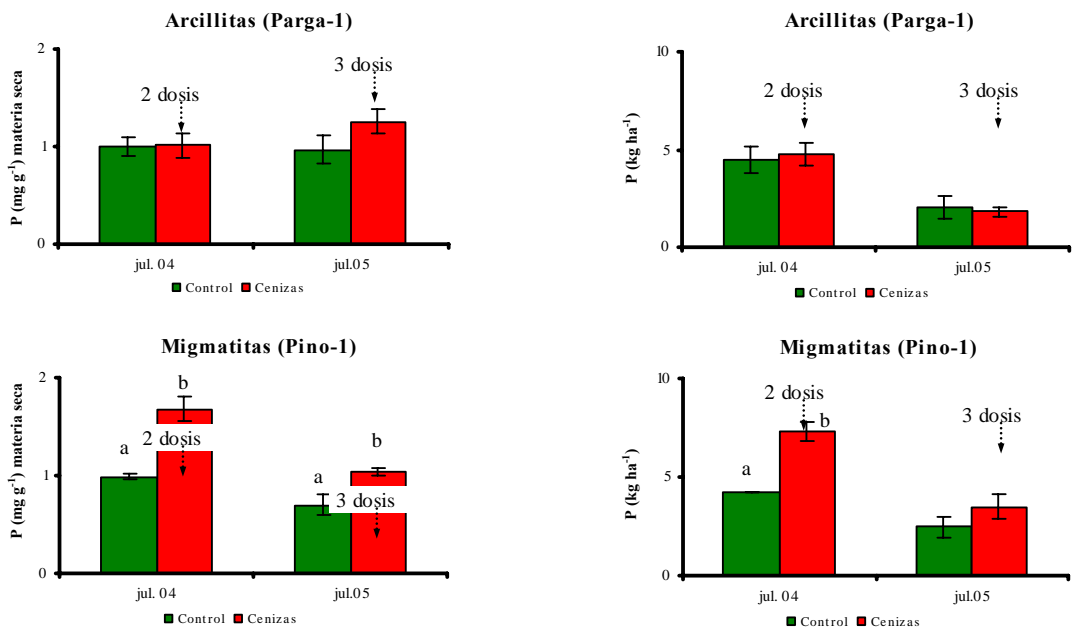 Arcillitas (Parga-1)
P (mg g-1) materia seca
2
1
0
2 dosis
3 dosis
jul. 04
jul.05
Control
Cenizas
Arcillitas (Parga-1)
P (kg ha-1)
10
5
0
2 dosis
3 dosis
jul. 04
jul.05
Control
Cenizas
Migmatitas (Pino-1)
P (mg g-1) materia seca
2
1
0
a
b
2 dosis
a
b
3 dosis
jul. 04
jul.05
Control
Cenizas
Migmatitas (Pino-1)
P (kg ha-1)
10
5
0
2 dosis
a
b
3 dosis
jul. 04
jul.05
Control
Cenizas